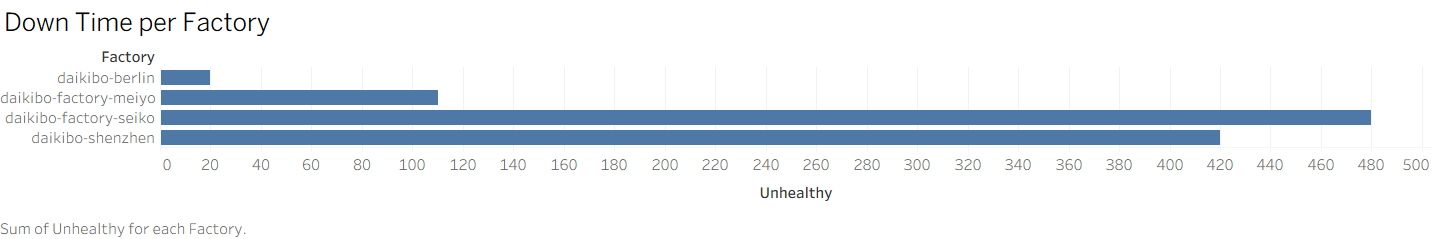 Down Time per Factory
Factory
daikibo-berlin
daikibo-factory-meiyo
daikibo-factory-seiko
daikibo-shenzhen
0 20 40 60 80 100 120 140 160 180 200 220 240 260 280 300 320 340 360 380 400 420 440 460 480 500
Unhealthy
Sum of Unhealthy for each Factory.